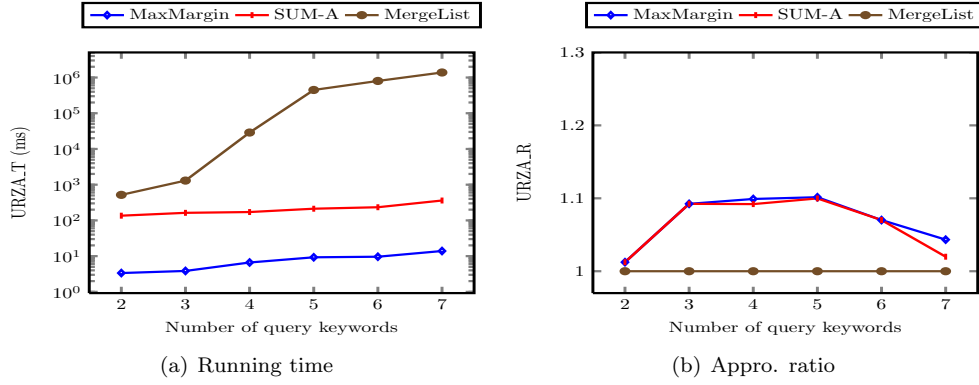 MaxMargin SUM-A MergeList
10^6
10^5
10^4
10^3
10^2
10^1
10^0
URZA_T (ms)
2 3 4 5 6 7
Number of query keywords
(a) Running time
MaxMargin SUM-A MergeList
1.3
1.2
1.1
1
URZA_R
2 3 4 5 6 7
Number of query keywords
(b) Appro. ratio